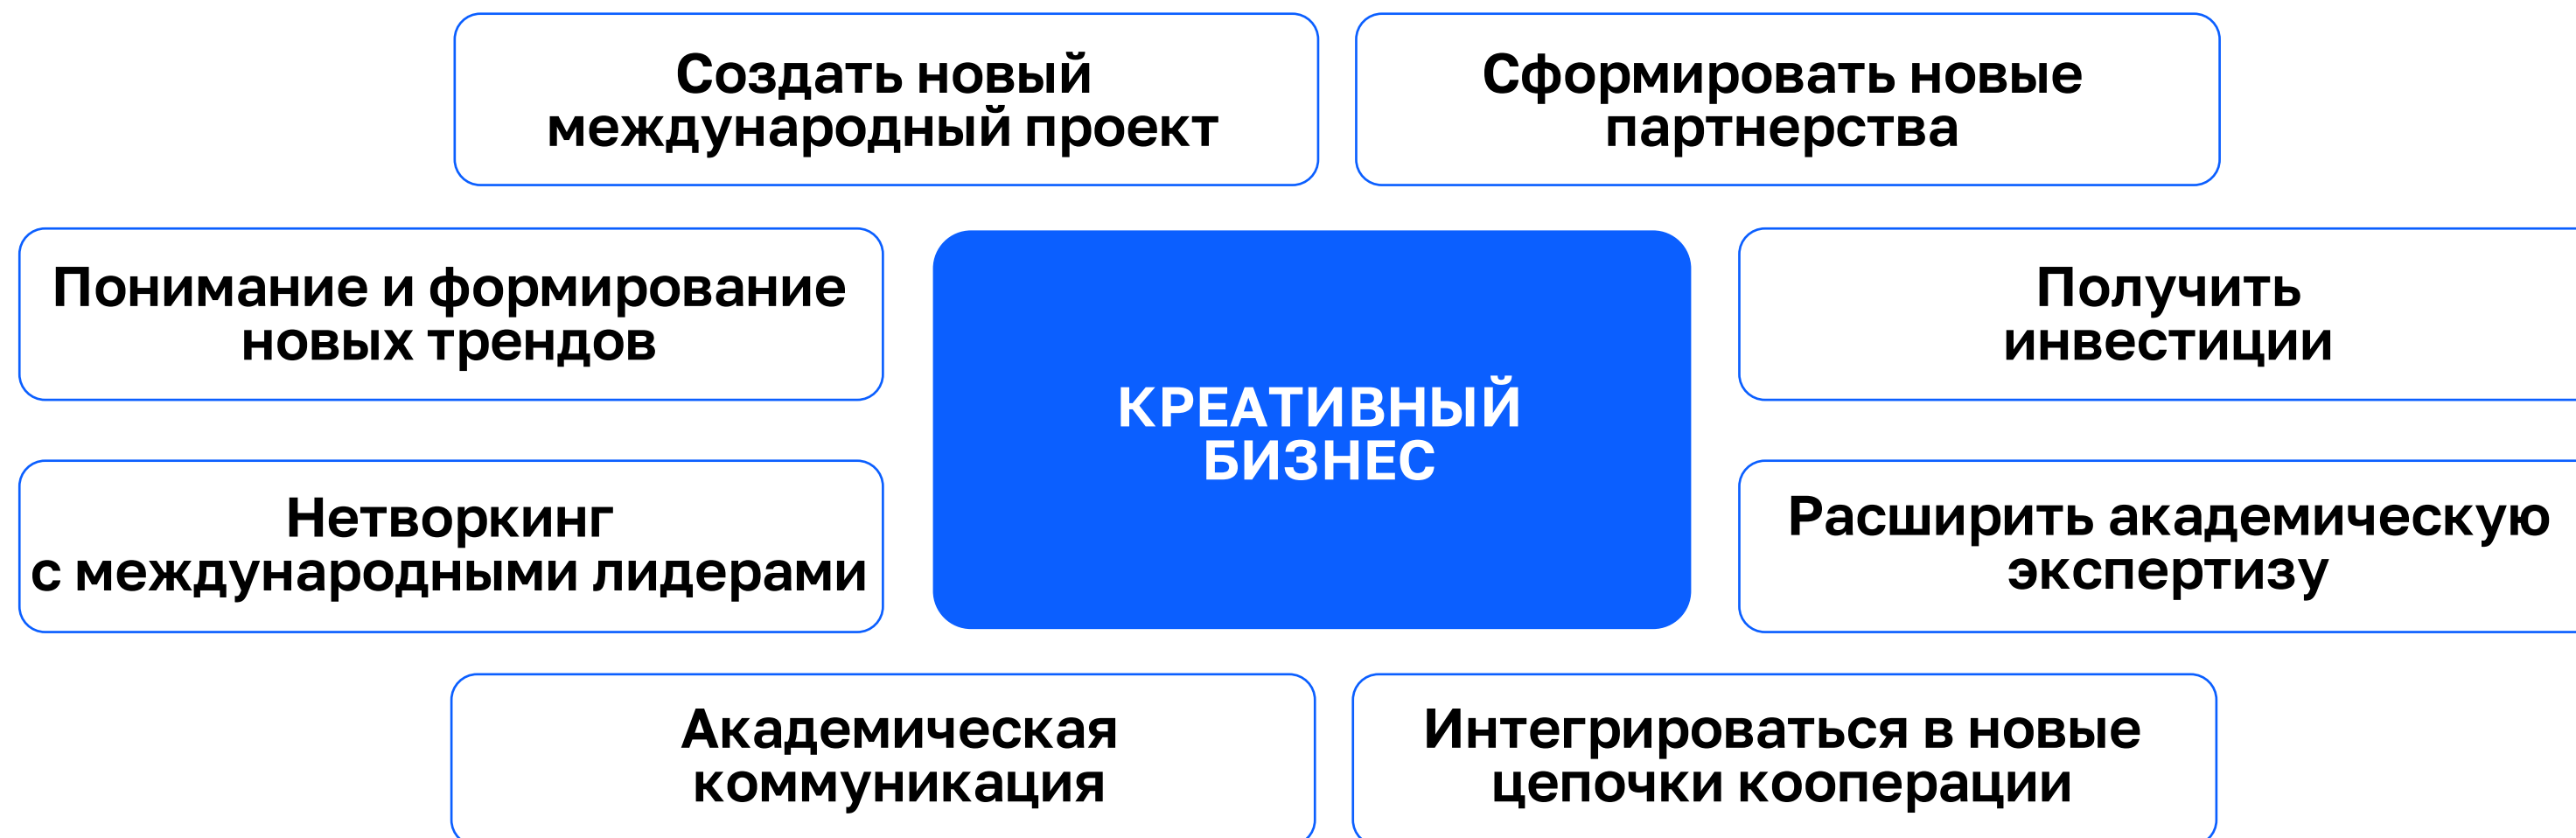 Создать новый
международный проект
Сформировать новые
партнерства
Понимание и формирование
новых трендов
КРЕАТИВНЫЙ
БИЗНЕС
Получить
инвестиции
Нетворкинг
с международными лидерами
Расширить академическую
экспертизу
Академическая
коммуникация
Интегрироваться в новые
цепочки кооперации